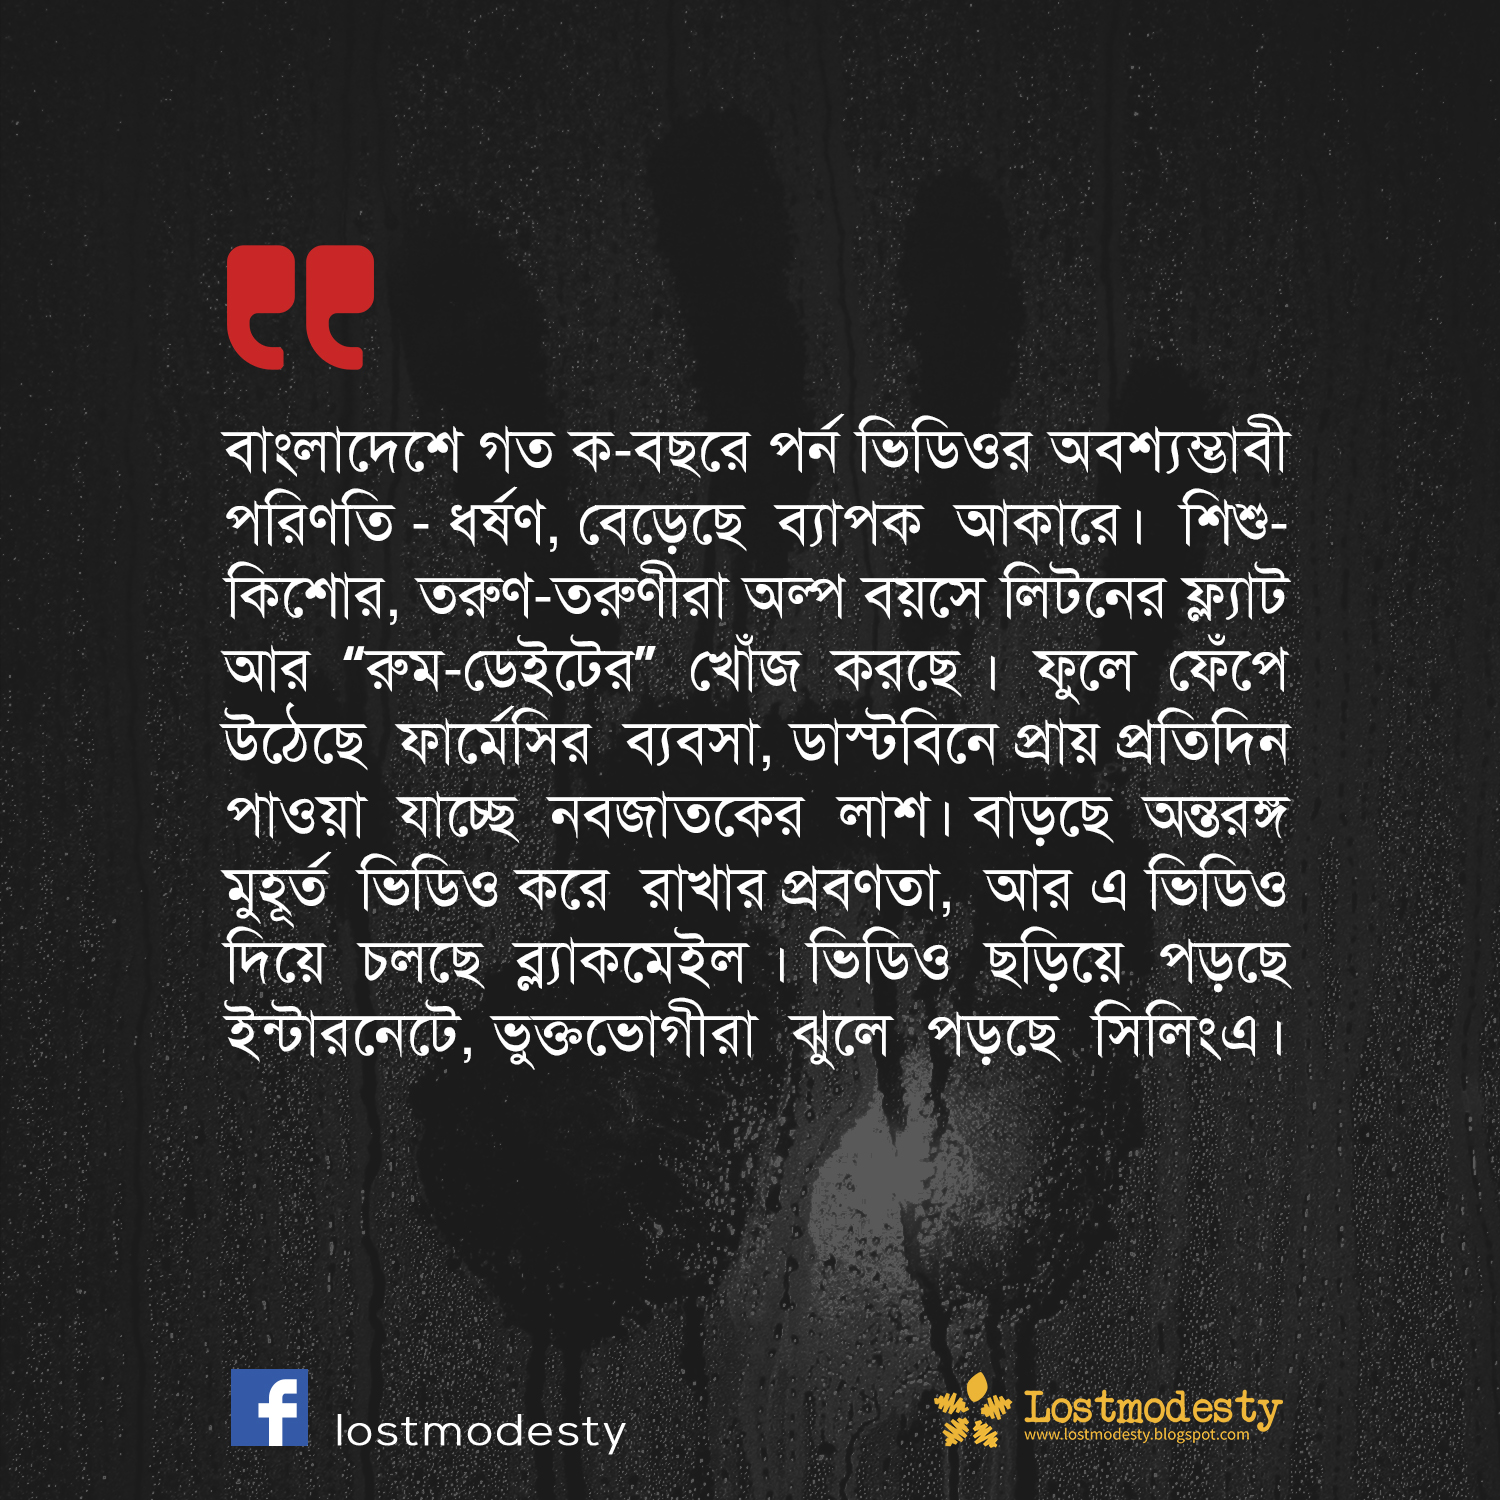 বাংলাদেশে গত ক-বছরে পর্ন ভিডিওর অবশ্যম্ভাবী
পরিণতি - ধর্ষণ, বেড়েছে ব্যাপক আকারে। শিশু-
কিশোর, তরুণ-তরুণীরা অল্প বয়সে লিটনের ফ্ল্যাট
আর “রুম-ডেইটের” খোঁজ করছে । ফুলে ফেঁপে
উঠেছে ফার্মেসির ব্যবসা, ডাস্টবিনে প্রায় প্রতিদিন
পাওয়া যাচ্ছে নবজাতকের লাশ। বাড়ছে অন্তরঙ্গ
মুহূর্ত ভিডিও করে রাখার প্রবণতা, আর এ ভিডিও
দিয়ে চলছে ব্ল্যাকমেইল । ভিডিও ছড়িয়ে পড়ছে
ইন্টারনেটে, ভুক্তভোগীরা ঝুলে পড়ছে সিলিংএ।
lostmodesty
Lostmodesty
www.lostmodesty.blogspot.com